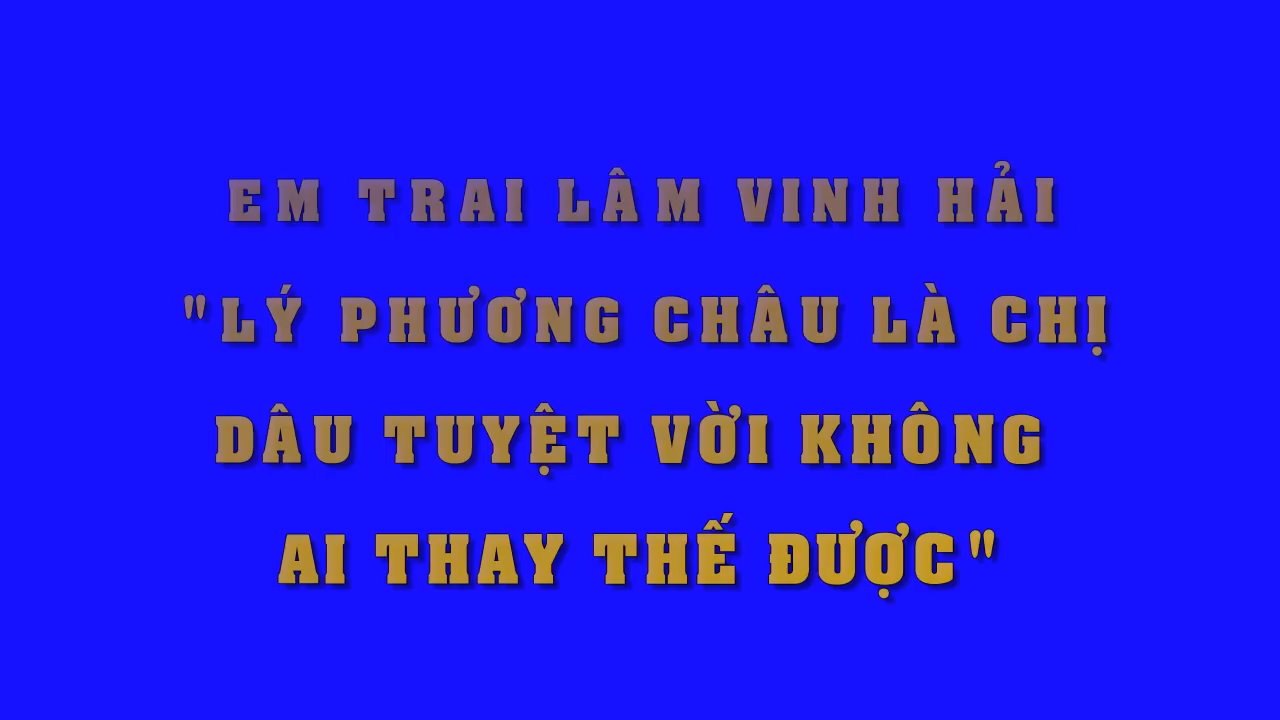 EM TRAI LÂM VINH HẢI
"LÝ PHƯƠNG CHÂU LÀ CHỊ
DÂU TUYỆT VỜI KHÔNG
AI THAY THẾ ĐƯỢC"